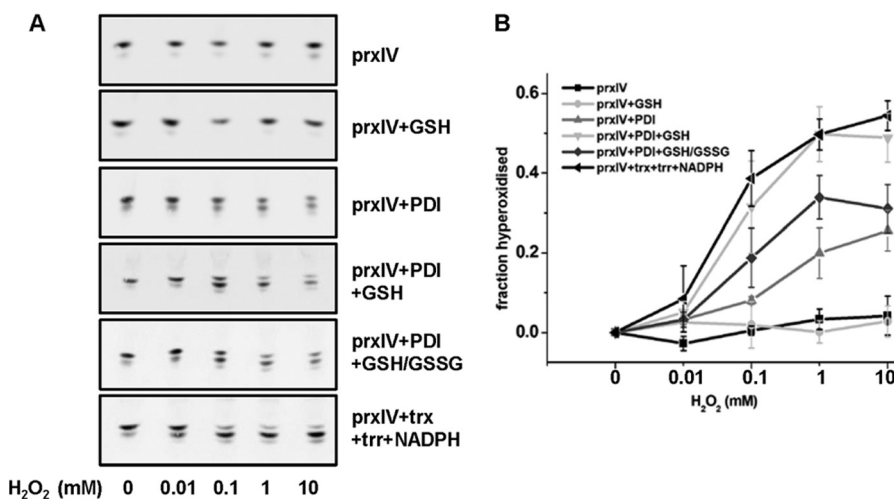 A
prxIV
prxIV+GSH
prxIV+PDI
prxIV+PDI
+GSH
prxIV+PDI
+GSH/GSSG
prxIV+trx
+trr+NADPH
H₂O₂ (mM) 0 0.01 0.1 1 10
B
prxIV
prxIV+GSH
prxIV+PDI
prxIV+PDI+GSH
prxIV+PDI+GSH/GSSG
prxIV+trx+trr+NADPH
fraction hyperoxidised
0.6
0.4
0.2
0.0
0 0.01 0.1 1 10
H₂O₂ (mM)